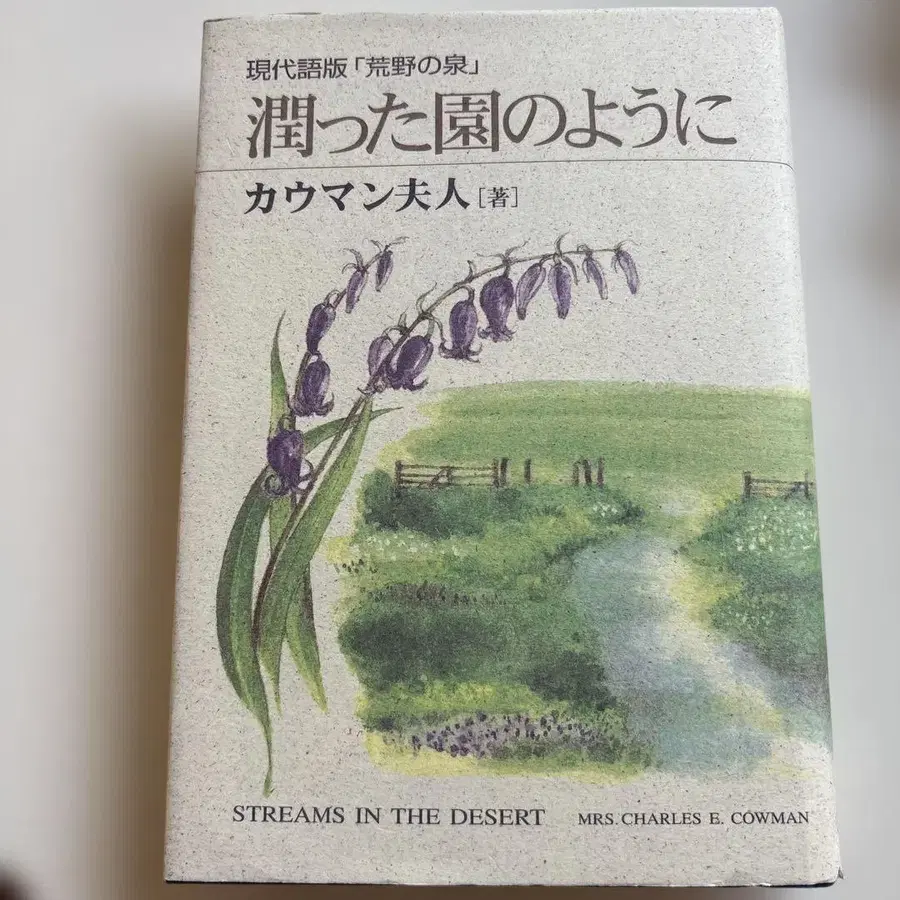 現代語版「荒野の泉」
潤った園のように
カウマン夫人[著]
STREAMS IN THE DESERT MRS. CHARLES E. COWMAN